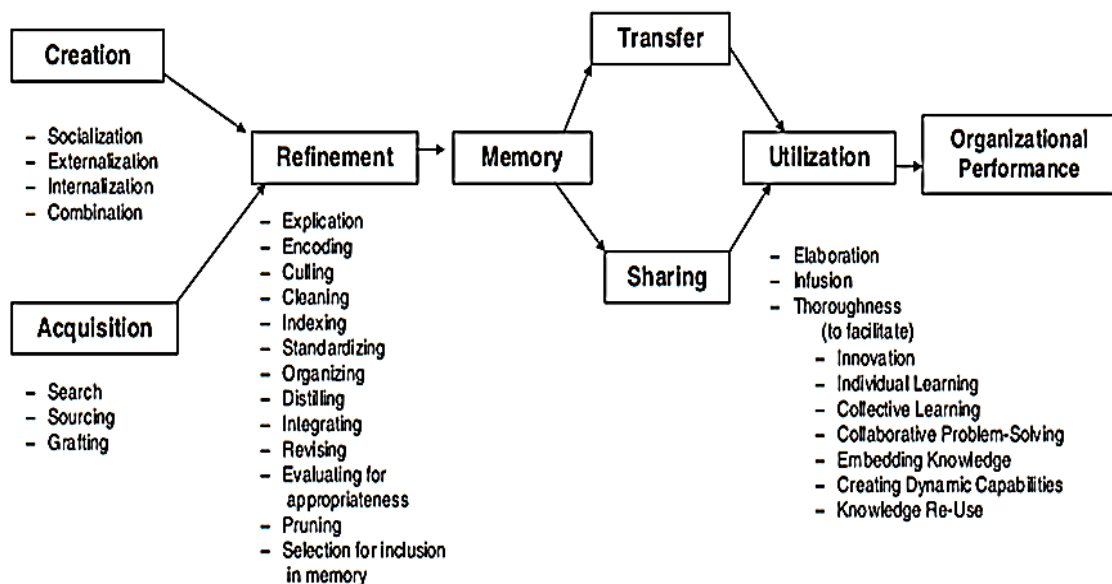 Creation
– Socialization
– Externalization
– Internalization
– Combination
Acquisition
– Search
– Sourcing
– Grafting
Refinement
– Explication
– Encoding
– Culling
– Cleaning
– Indexing
– Standardizing
– Organizing
– Distilling
– Integrating
– Revising
– Evaluating for
appropriateness
– Pruning
– Selection for inclusion
in memory
Memory
Transfer
Sharing
Utilization
– Elaboration
– Infusion
– Thoroughness
(to facilitate)
– Innovation
– Individual Learning
– Collective Learning
– Collaborative Problem-Solving
– Embedding Knowledge
– Creating Dynamic Capabilities
– Knowledge Re-Use
Organizational
Performance